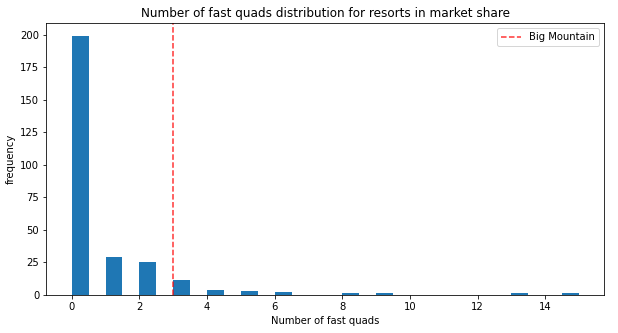 Number of fast quads distribution for resorts in market share
Big Mountain
frequency
200
175
150
125
100
75
50
25
0
0 2 4 6 8 10 12 14
Number of fast quads